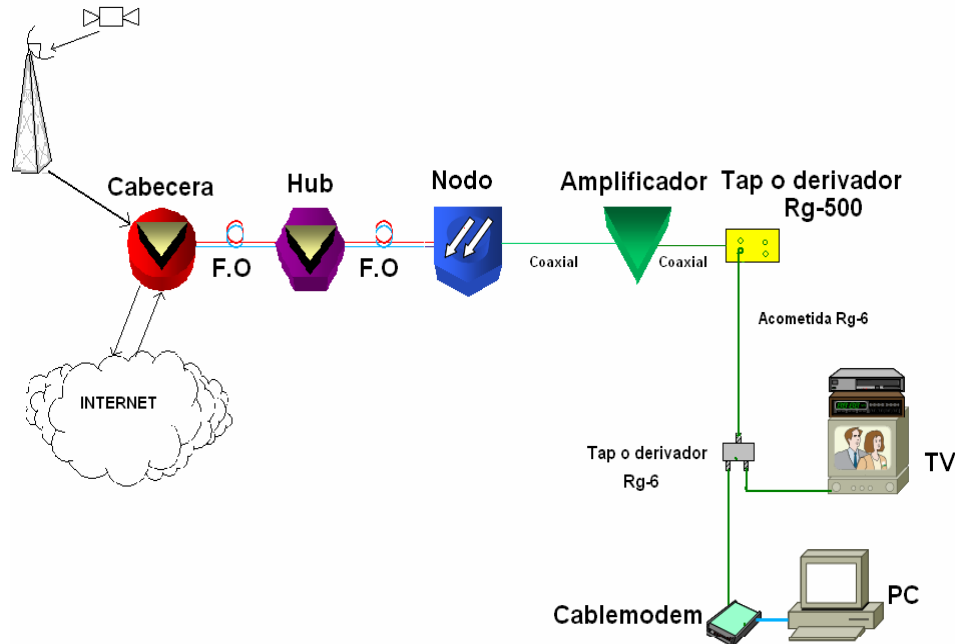 Cabecera
Hub
Nodo
Amplificador
Tap o derivador
Rg-500
F.O
F.O
Coaxial
Coaxial
Acometida Rg-6
INTERNET
Tap o derivador
Rg-6
TV
Cablemodem
PC